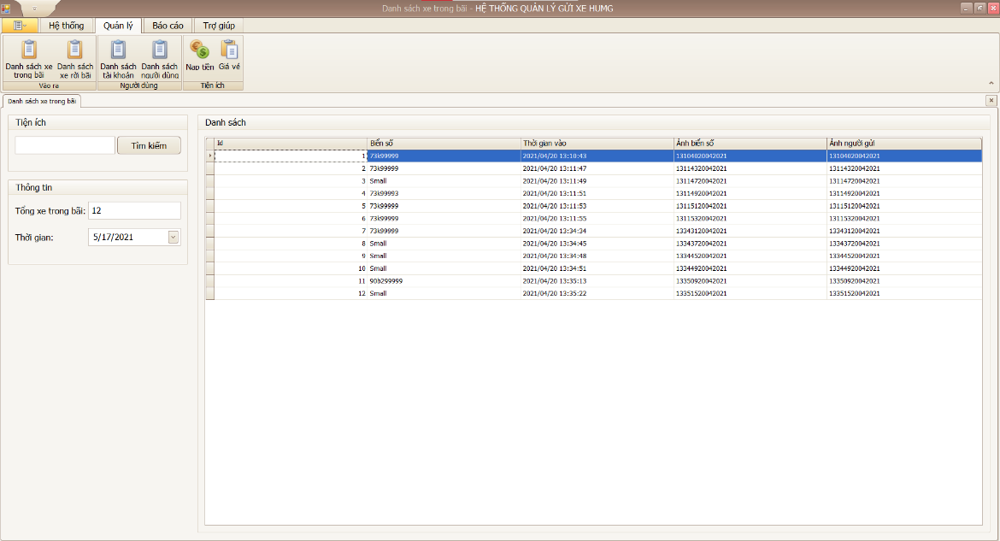 Danh sách xe trong bãi - HỆ THỐNG QUẢN LÝ GỬI XE HUMG
Hệ thống Quản lý Báo cáo Trợ giúp
Danh sách xe trong bãi
Danh sách xe rời bãi
Danh sách tài khoản
Danh sách người dùng
Nạp tiền
Giá vé
Vào ra Người dùng Tiện ích
Danh sách xe trong bãi
Tiện ích
Tìm kiếm
Thông tin
Tổng xe trong bãi: 12
Thời gian: 5/17/2021
Danh sách
Id Biển số Thời gian vào Ảnh biển số Ảnh người gửi
1 73k99999 2021/04/20 13:10:43 13104020042021 13104020042021
2 73k99999 2021/04/20 13:11:47 13114320042021 13114320042021
3 Small 2021/04/20 13:11:49 13114720042021 13114720042021
4 73k99993 2021/04/20 13:11:51 13114920042021 13114920042021
5 73k99999 2021/04/20 13:11:53 13115120042021 13115120042021
6 73k99999 2021/04/20 13:11:55 13115320042021 13115320042021
7 73k99999 2021/04/20 13:34:34 13343120042021 13343120042021
8 Small 2021/04/20 13:34:45 13343720042021 13343720042021
9 Small 2021/04/20 13:34:48 13344520042021 13344520042021
10 Small 2021/04/20 13:34:51 13344920042021 13344920042021
11 90b299999 2021/04/20 13:35:13 13350920042021 13350920042021
12 Small 2021/04/20 13:35:22 13351520042021 13351520042021